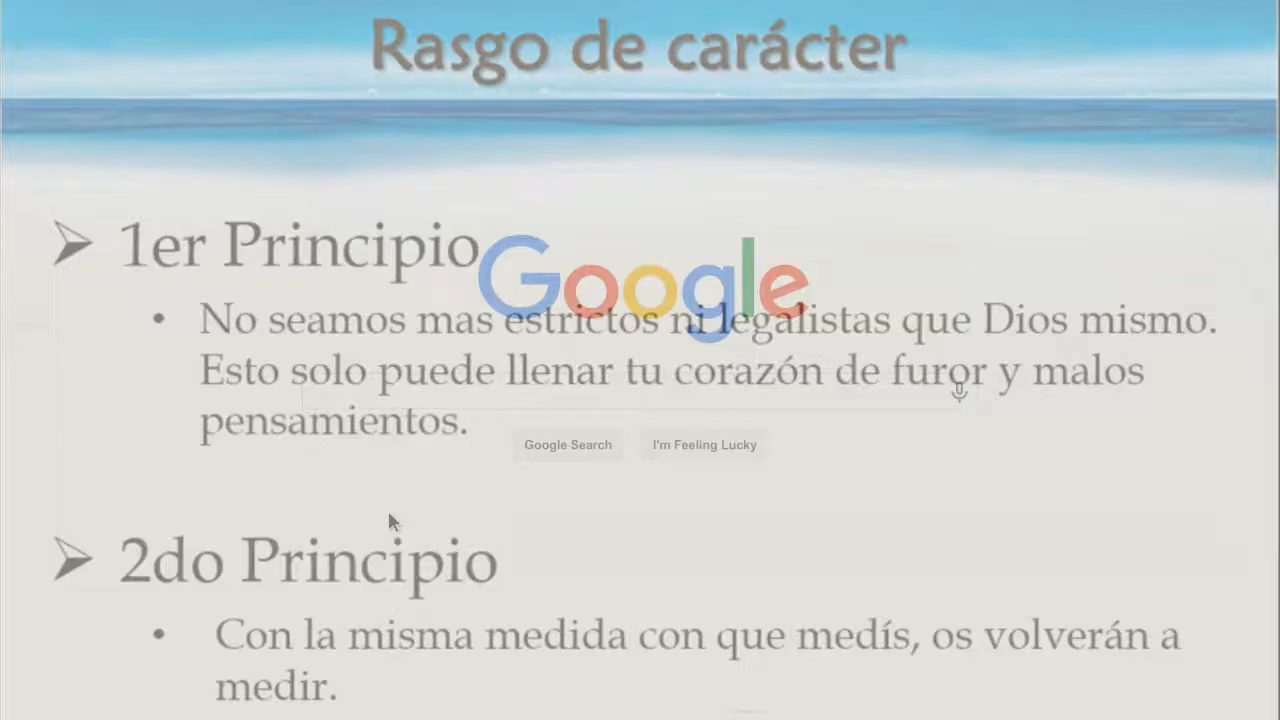 Rasgo de carácter
1er Principio
Google
No seamos mas estrictos ni legalistas que Dios mismo.
Esto solo puede llenar tu corazón de furor y malos
pensamientos.
Google Search
I'm Feeling Lucky
2do Principio
Con la misma medida con que medís, os volverán a
medir.